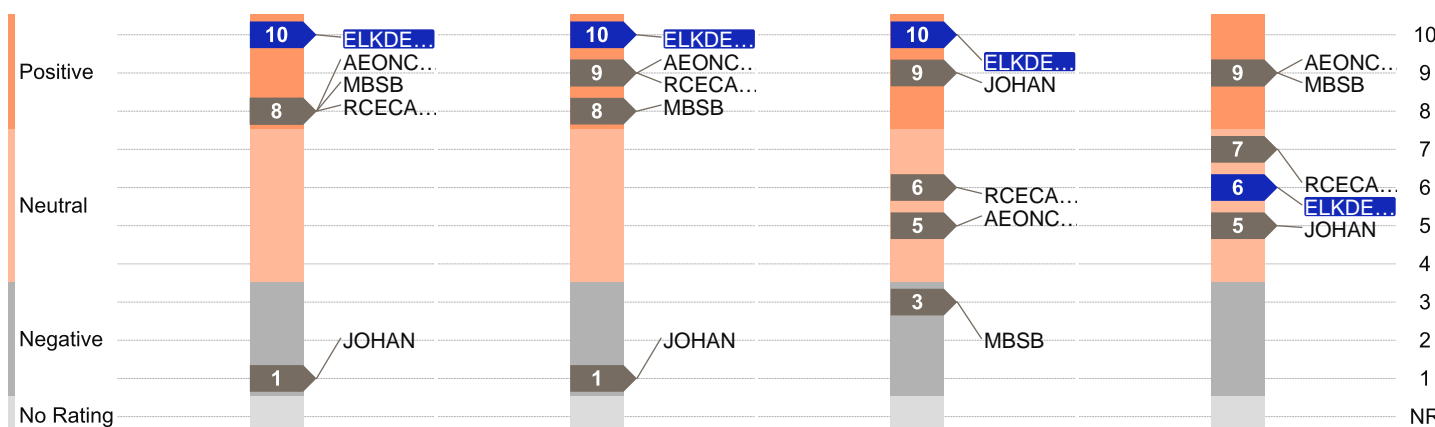 Positive
Neutral
Negative
No Rating
10
ELKDE...
AEONC...
MBSB
8
RCECA...
JOHAN
1
10
ELKDE...
9
AEONC...
RCECA...
8
MBSB
JOHAN
1
10
ELKDE...
9
JOHAN
6
RCECA...
5
AEONC...
3
MBSB
9
AEONC...
MBSB
7
RCECA...
6
ELKDE...
5
JOHAN
10
9
8
7
6
5
4
3
2
1
NR